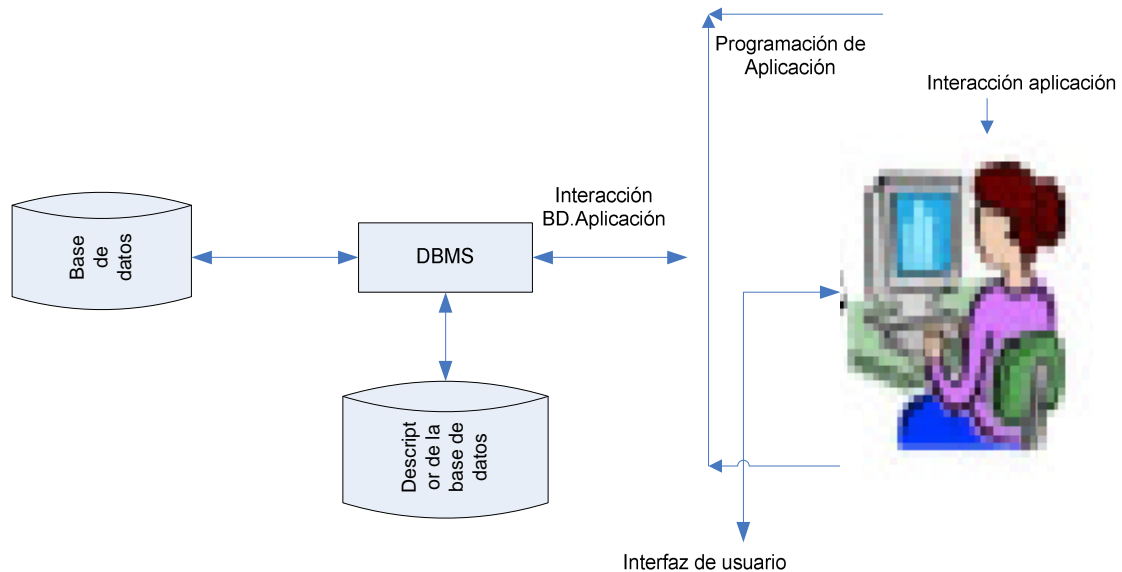 Programación de
Aplicación
Interacción aplicación
Interacción
BD.Aplicación
Base
de
datos
DBMS
Descript
or de la
base de
datos
Interfaz de usuario